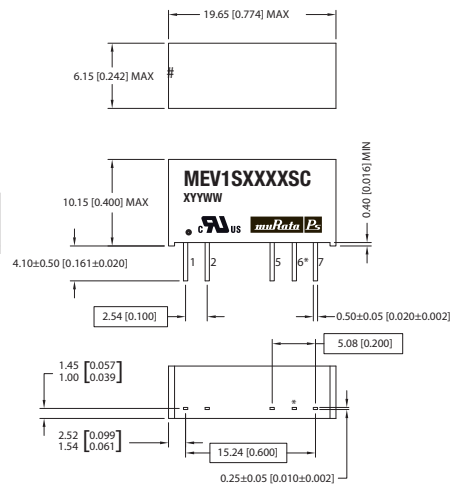 19.65 [0.774] MAX
6.15 [0.242] MAX
#
MEV1SXXXXSC
XYYWW
10.15 [0.400] MAX
0.40 [0.016] MIN
c RU US muRata Ps
4.10±0.50 [0.161±0.020]
1 2 5 6* 7
2.54 [0.100]
0.50±0.05 [0.020±0.002]
5.08 [0.200]
1.45 [0.057]
1.00 [0.039]
*
2.52 [0.099]
1.54 [0.061]
15.24 [0.600]
0.25±0.05 [0.010±0.002]